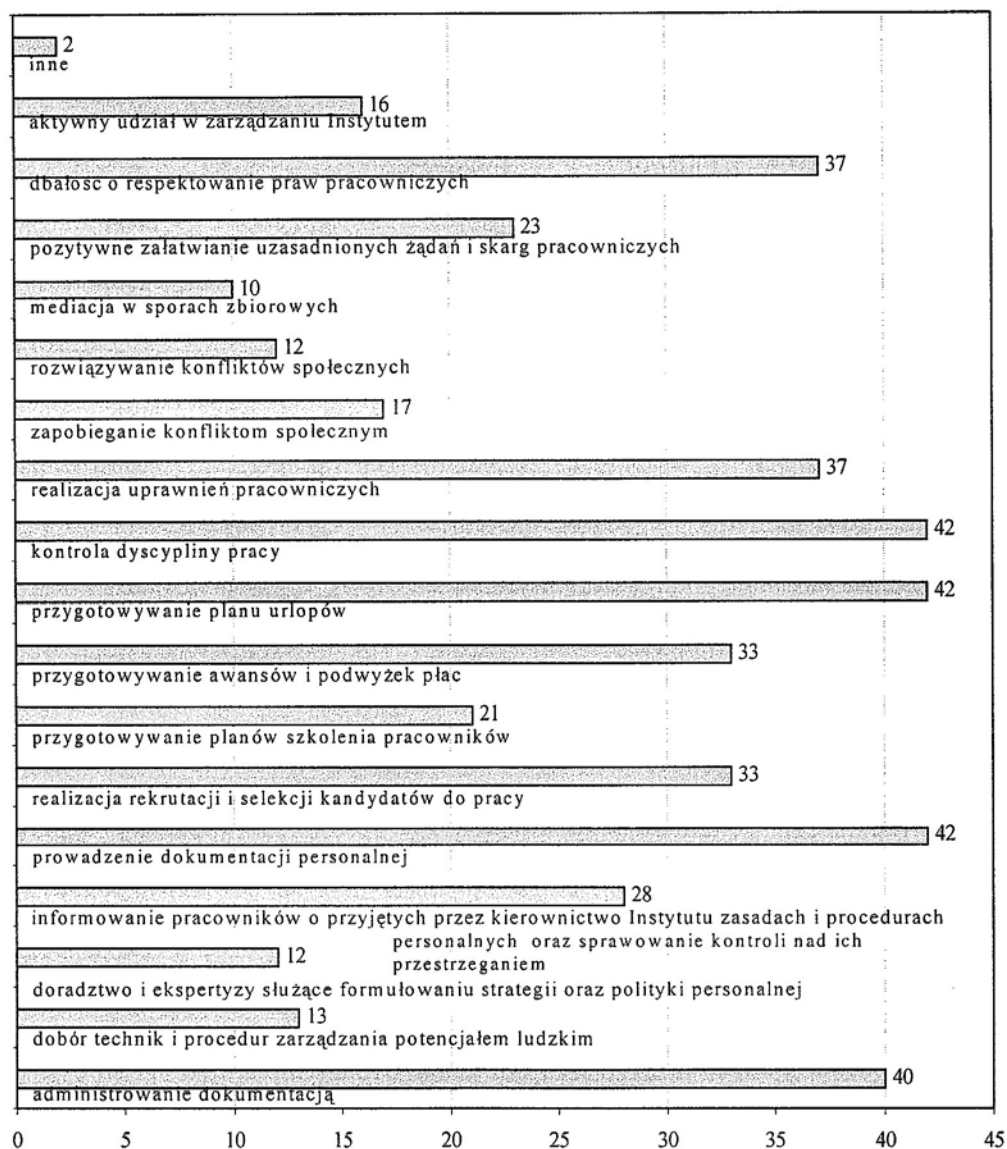 2
inne
16
aktywny udział w zarządzaniu Instytutem
37
dbałość o respektowanie praw pracowniczych
23
pozytywne załatwianie uzasadnionych żądań i skarg pracowniczych
10
mediacja w sporach zbiorowych
12
rozwiązywanie konfliktów społecznych
17
zapobieganie konfliktom społecznym
37
realizacja uprawnień pracowniczych
42
kontrola dyscypliny pracy
42
przygotowywanie planu urlopów
33
przygotowywanie awansów i podwyżek płac
21
przygotowywanie planów szkolenia pracowników
33
realizacja rekrutacji i selekcji kandydatów do pracy
42
prowadzenie dokumentacji personalnej
28
informowanie pracowników o przyjętych przez kierownictwo Instytutu zasadach i procedurach
personalnych oraz sprawowanie kontroli nad ich
przestrzeganiem
12
doradztwo i ekspertyzy służące formułowaniu strategii oraz polityki personalnej
13
dobór technik i procedur zarządzania potencjałem ludzkim
40
administrowanie dokumentacją
0 5 10 15 20 25 30 35 40 45